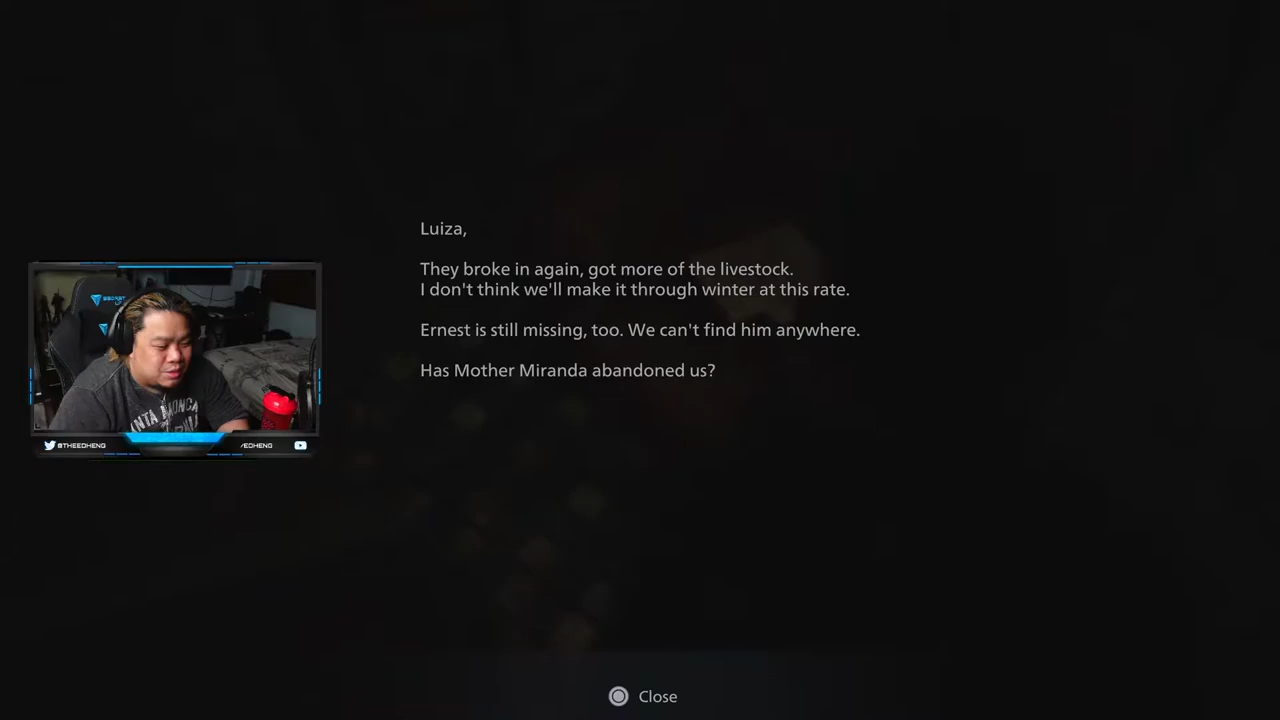 Luiza,
They broke in again, got more of the livestock.
I don't think we'll make it through winter at this rate.
Ernest is still missing, too. We can't find him anywhere.
Has Mother Miranda abandoned us?
@THEEDHENG
/EDHENG
Close